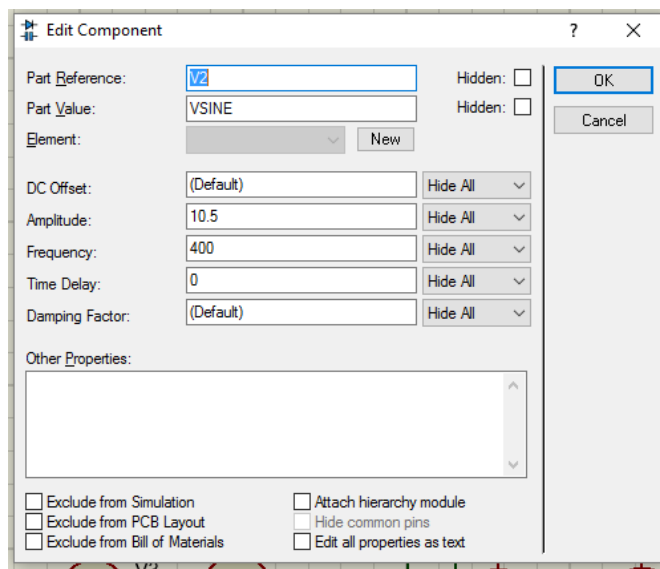 Edit Component ? ×
Part Reference: V2 Hidden: OK
Part Value: VSINE Hidden:
Cancel
Element: New
DC Offset: (Default) Hide All
Amplitude: 10.5 Hide All
Frequency: 400 Hide All
Time Delay: 0 Hide All
Damping Factor: (Default) Hide All
Other Properties:
Exclude from Simulation Attach hierarchy module
Exclude from PCB Layout Hide common pins
Exclude from Bill of Materials Edit all properties as text